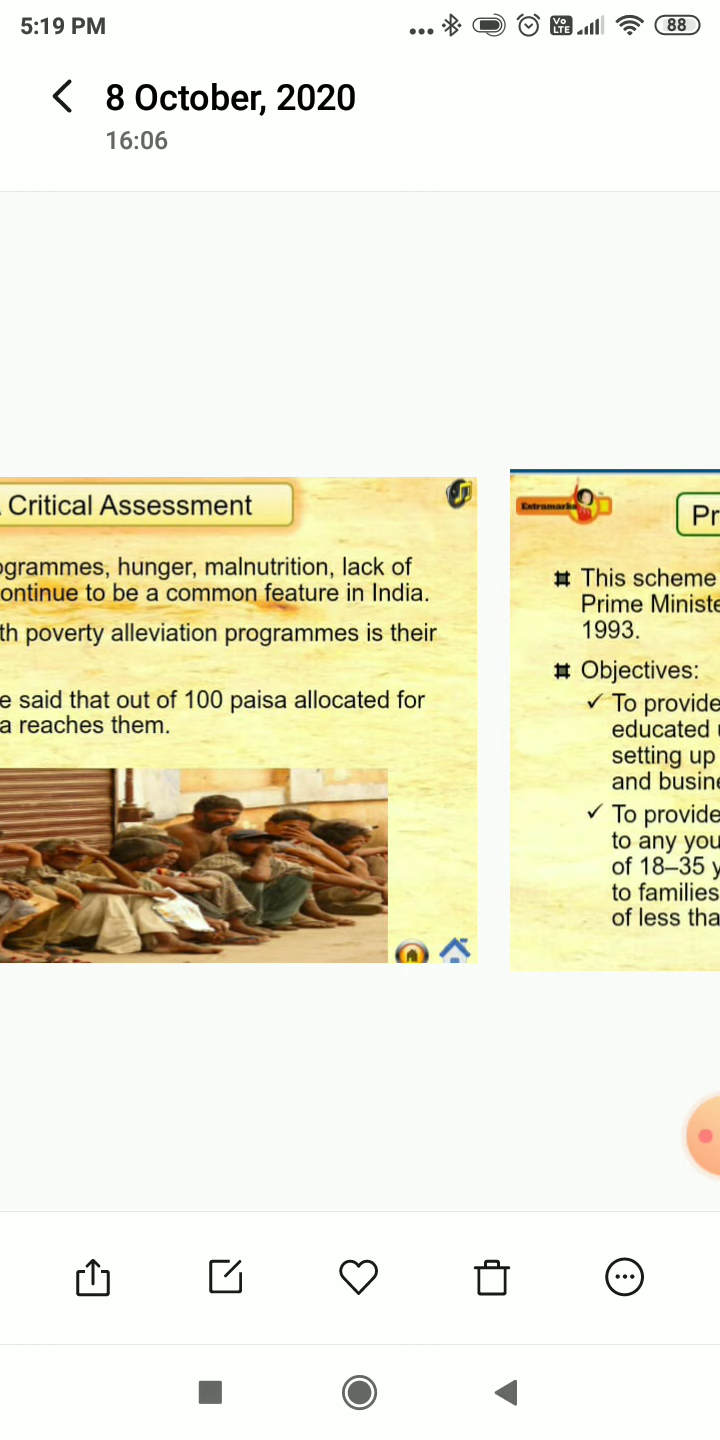 5:19 PM
Vo
LTE
88
8 October, 2020
16:06
Critical Assessment
ogrammes, hunger, malnutrition, lack of
ontinue to be a common feature in India.
th poverty alleviation programmes is their
e said that out of 100 paisa allocated for
a reaches them.
Extramarks
Pr
This scheme
Prime Ministe
1993.
Objectives:
To provide
educated u
setting up
and busine
To provide
to any you
of 18–35 y
to families
of less tha